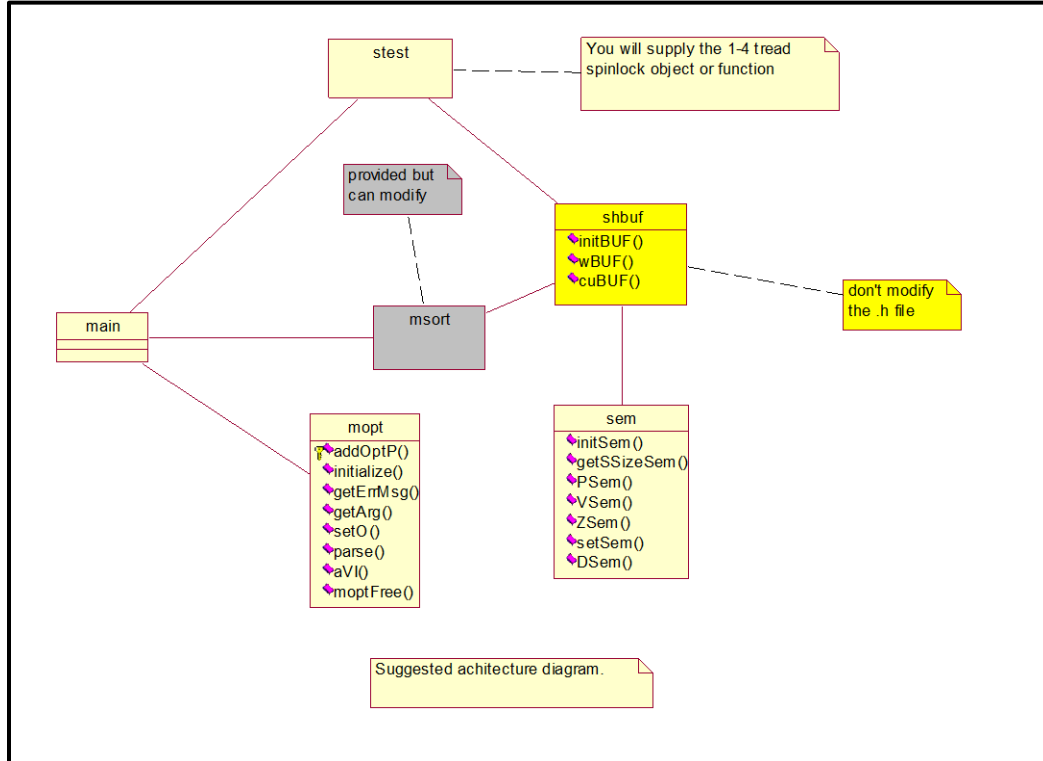 stest
You will supply the 1-4 tread
spinlock object or function
provided but
can modify
shbuf
initBUF()
wBUF()
cuBUF()
don't modify
the .h file
main
msort
mopt
addOptP()
initialize()
getErrMsg()
getArg()
setO()
parse()
aVI()
moptFree()
sem
initSem()
getSSizeSem()
PSem()
VSem()
ZSem()
setSem()
DSem()
Suggested achitecture diagram.